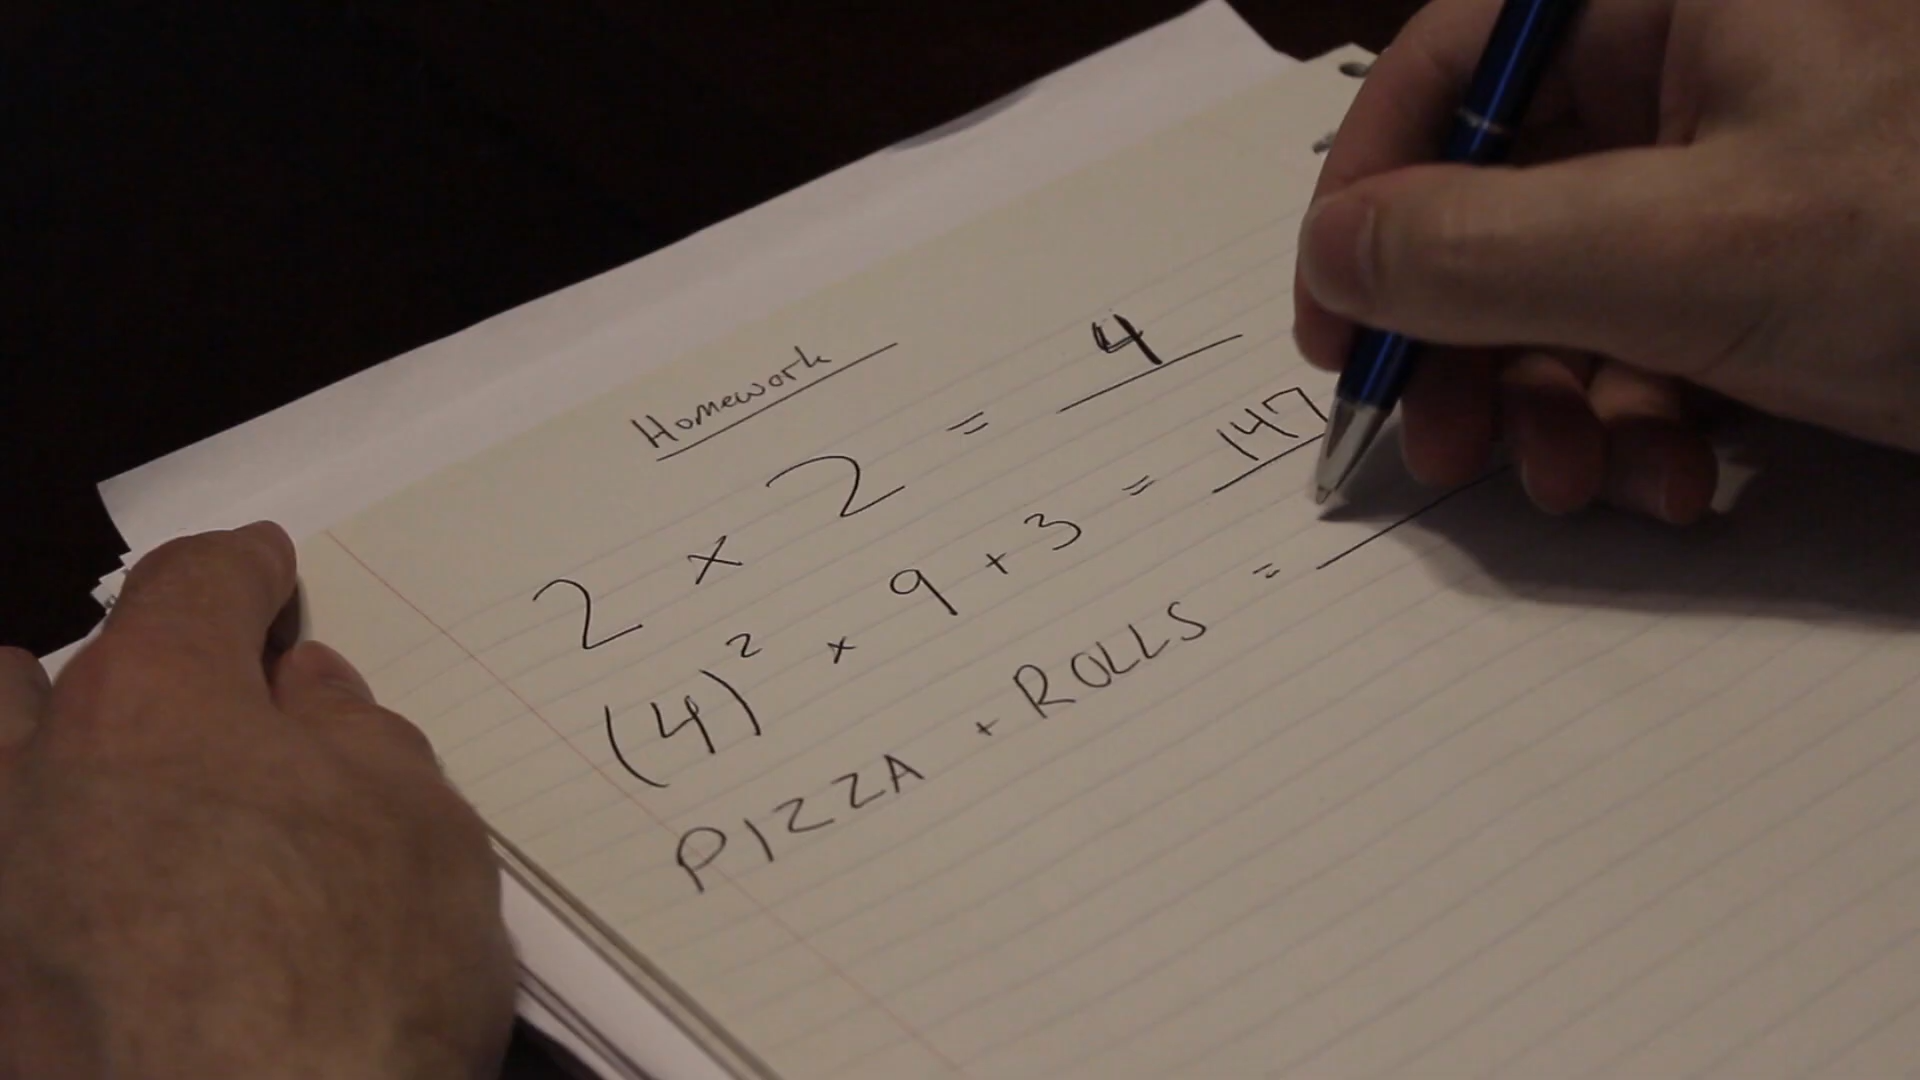 Homework
2 x 2 = 4
(4)² x 9 + 3 = 147
PIZZA + ROLLS =